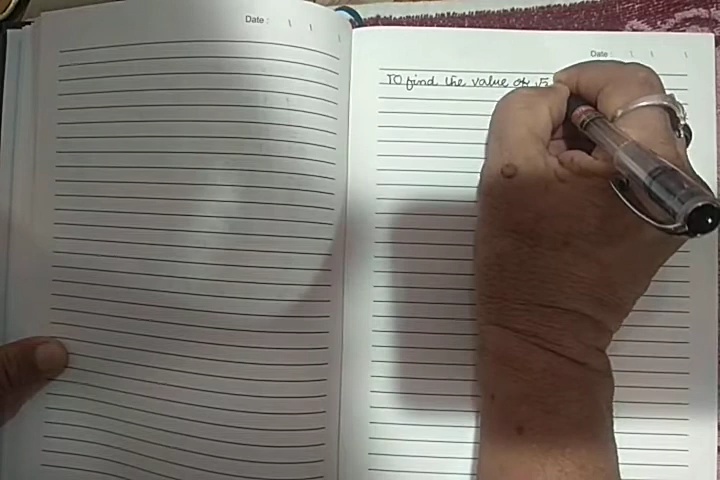 Date :
Date :
To find the value of √